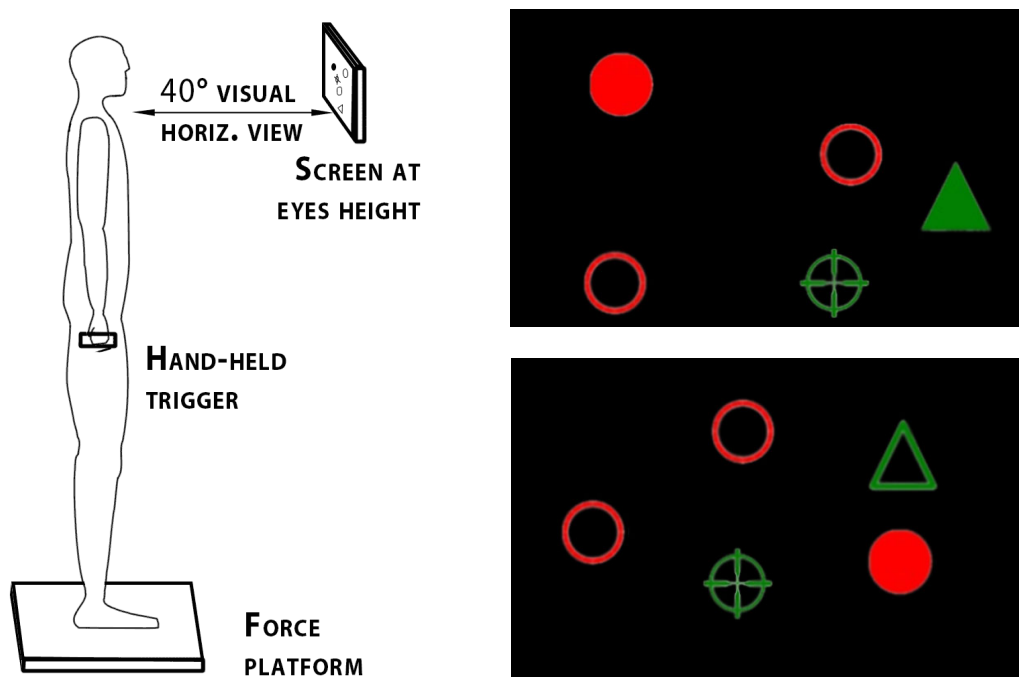 40° VISUAL
HORIZ. VIEW
SCREEN AT
EYES HEIGHT
HAND-HELD
TRIGGER
FORCE
PLATFORM